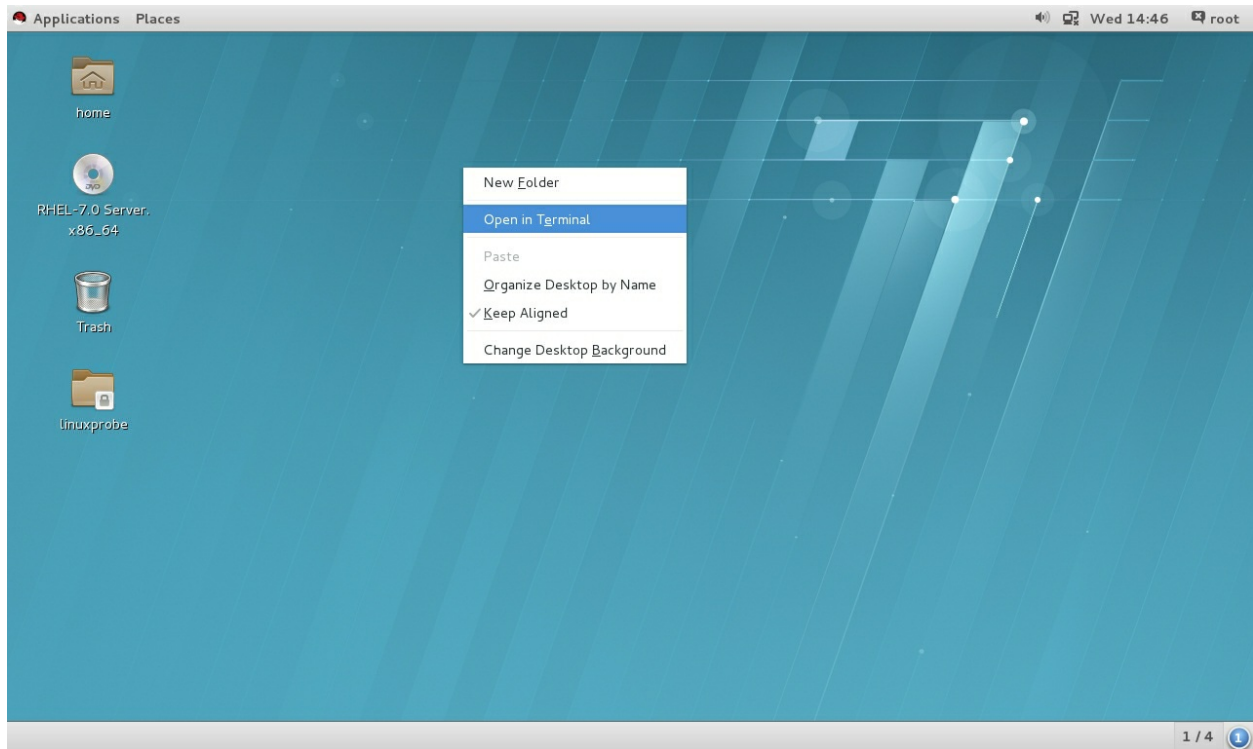 Applications Places Wed 14:46 root
home
DVD
RHEL-7.0 Server.
x86_64
Trash
linuxprobe
New Folder
Open in Terminal
Paste
Organize Desktop by Name
Keep Aligned
Change Desktop Background
1 / 4 1